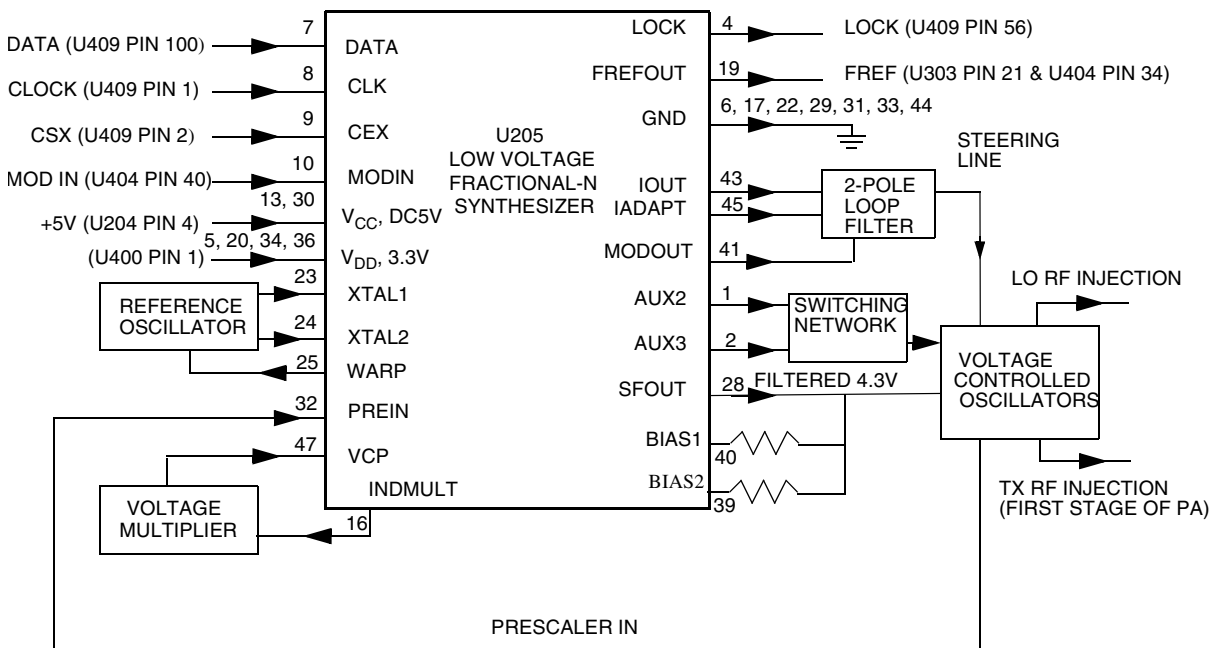 DATA (U409 PIN 100)
7
DATA
CLOCK (U409 PIN 1)
8
CLK
CSX (U409 PIN 2)
9
CEX
MOD IN (U404 PIN 40)
10
MODIN
+5V (U204 PIN 4)
13, 30
VCC, DC5V
(U400 PIN 1)
5, 20, 34, 36
VDD, 3.3V
REFERENCE
OSCILLATOR
23
XTAL1
24
XTAL2
25
WARP
32
PREIN
47
VCP
VOLTAGE
MULTIPLIER
INDMULT
16
U205
LOW VOLTAGE
FRACTIONAL-N
SYNTHESIZER
LOCK
4
LOCK (U409 PIN 56)
FREFOUT
19
FREF (U303 PIN 21 & U404 PIN 34)
GND
6, 17, 22, 29, 31, 33, 44
IOUT
43
IADAPT
45
MODOUT
41
2-POLE
LOOP
FILTER
STEERING
LINE
AUX2
1
AUX3
2
SWITCHING
NETWORK
SFOUT
28
FILTERED 4.3V
BIAS1
40
BIAS2
39
LO RF INJECTION
VOLTAGE
CONTROLLED
OSCILLATORS
TX RF INJECTION
(FIRST STAGE OF PA)
PRESCALER IN